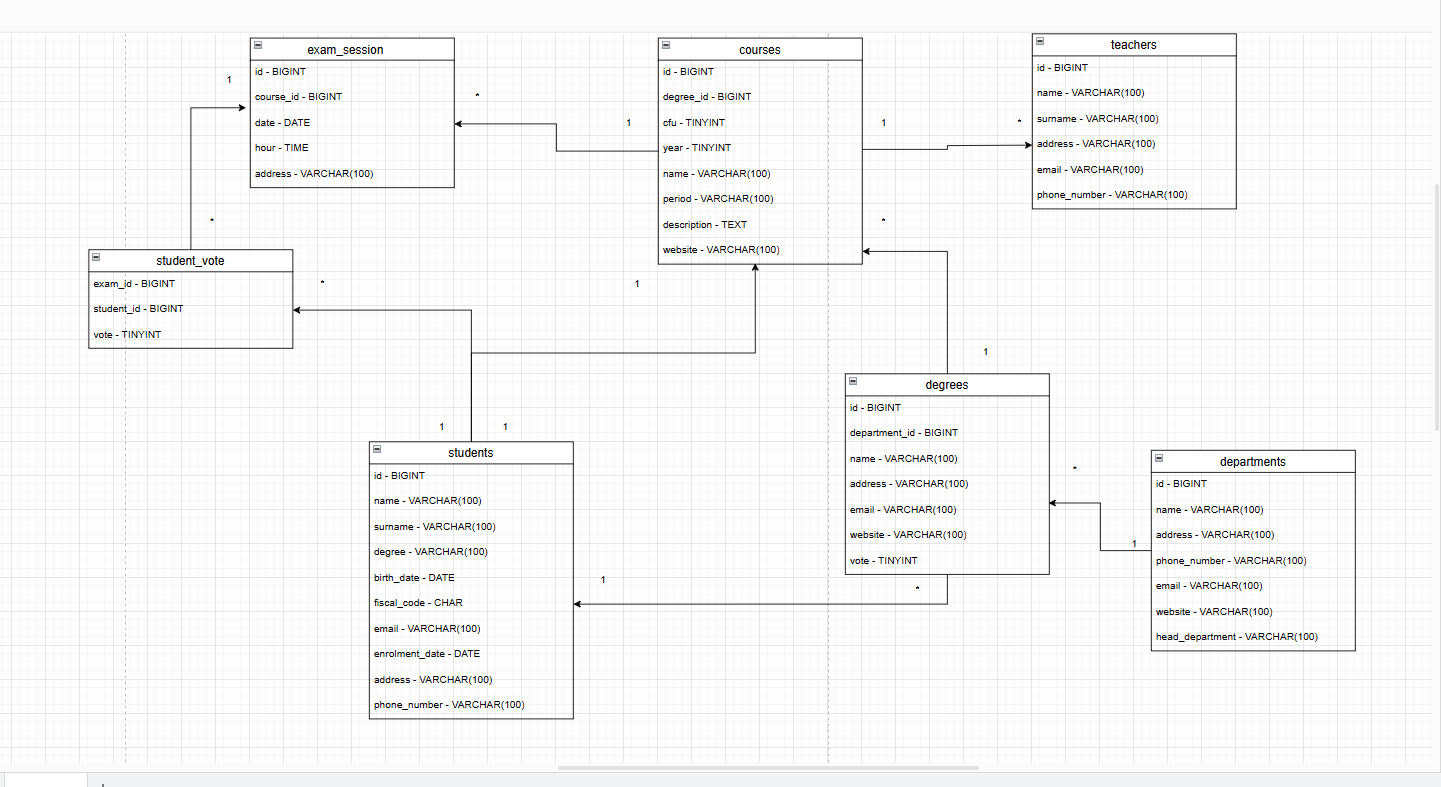 exam_session
id - BIGINT
course_id - BIGINT
date - DATE
hour - TIME
address - VARCHAR(100)
1
*
1
courses
id - BIGINT
degree_id - BIGINT
cfu - TINYINT
year - TINYINT
name - VARCHAR(100)
period - VARCHAR(100)
description - TEXT
website - VARCHAR(100)
1
*
*
teachers
id - BIGINT
name - VARCHAR(100)
surname - VARCHAR(100)
address - VARCHAR(100)
email - VARCHAR(100)
phone_number - VARCHAR(100)
*
student_vote
exam_id - BIGINT
student_id - BIGINT
vote - TINYINT
*
1
1
1
1
students
id - BIGINT
name - VARCHAR(100)
surname - VARCHAR(100)
degree - VARCHAR(100)
birth_date - DATE
fiscal_code - CHAR
email - VARCHAR(100)
enrolment_date - DATE
address - VARCHAR(100)
phone_number - VARCHAR(100)
1
*
degrees
id - BIGINT
department_id - BIGINT
name - VARCHAR(100)
address - VARCHAR(100)
email - VARCHAR(100)
website - VARCHAR(100)
vote - TINYINT
*
1
departments
id - BIGINT
name - VARCHAR(100)
address - VARCHAR(100)
phone_number - VARCHAR(100)
email - VARCHAR(100)
website - VARCHAR(100)
head_department - VARCHAR(100)